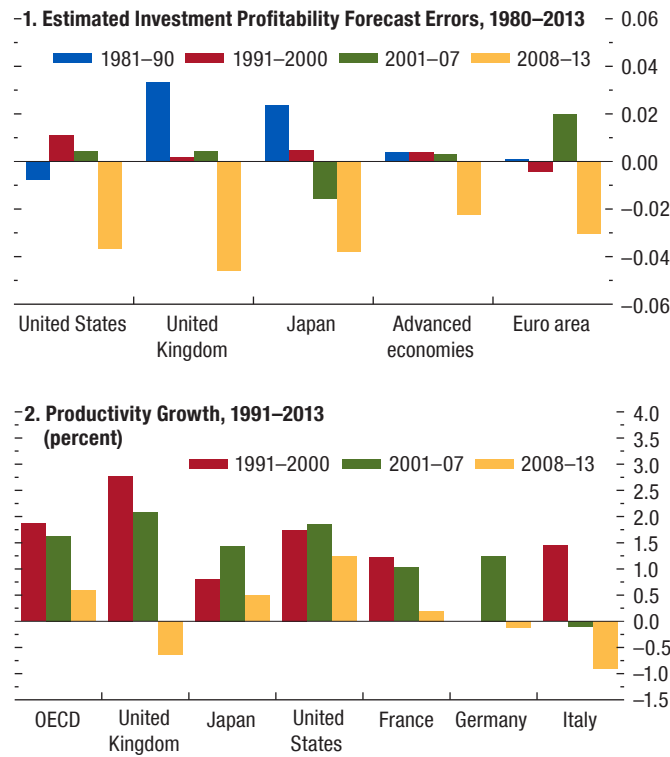 1. Estimated Investment Profitability Forecast Errors, 1980–2013
1981–90 1991–2000 2001–07 2008–13
0.06
0.04
0.02
0.00
–0.02
–0.04
–0.06
United States United Kingdom Japan Advanced economies Euro area
2. Productivity Growth, 1991–2013
(percent)
1991–2000 2001–07 2008–13
4.0
3.5
3.0
2.5
2.0
1.5
1.0
0.5
0.0
–0.5
–1.0
–1.5
OECD United Kingdom Japan United States France Germany Italy